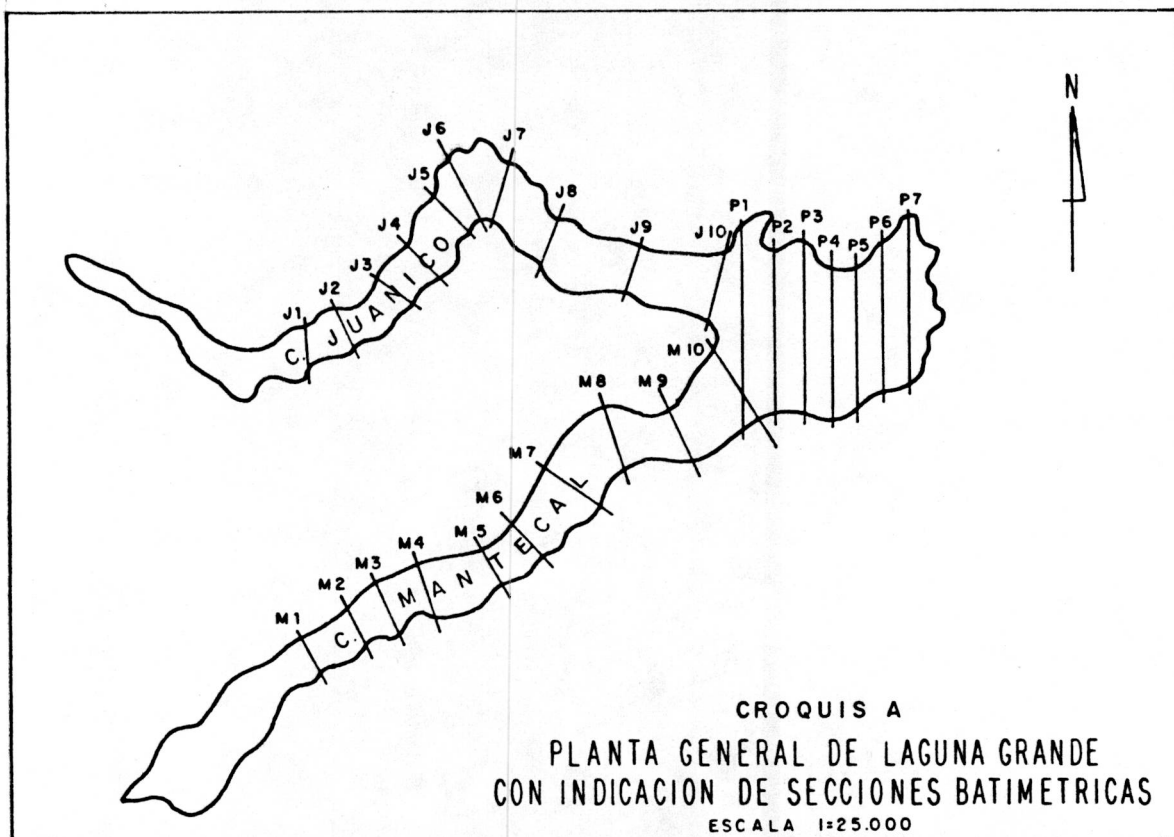 N
J6
J7
J5
J8
J4
J9
J10
P1
P2
P3
P4
P5
P6
P7
J3
J2
J1
C. JUANICO
M10
M9
M8
M7
M6
M5
M4
M3
M2
M1
C. MANTECAL
CROQUIS A
PLANTA GENERAL DE LAGUNA GRANDE
CON INDICACION DE SECCIONES BATIMETRICAS
ESCALA 1:25.000